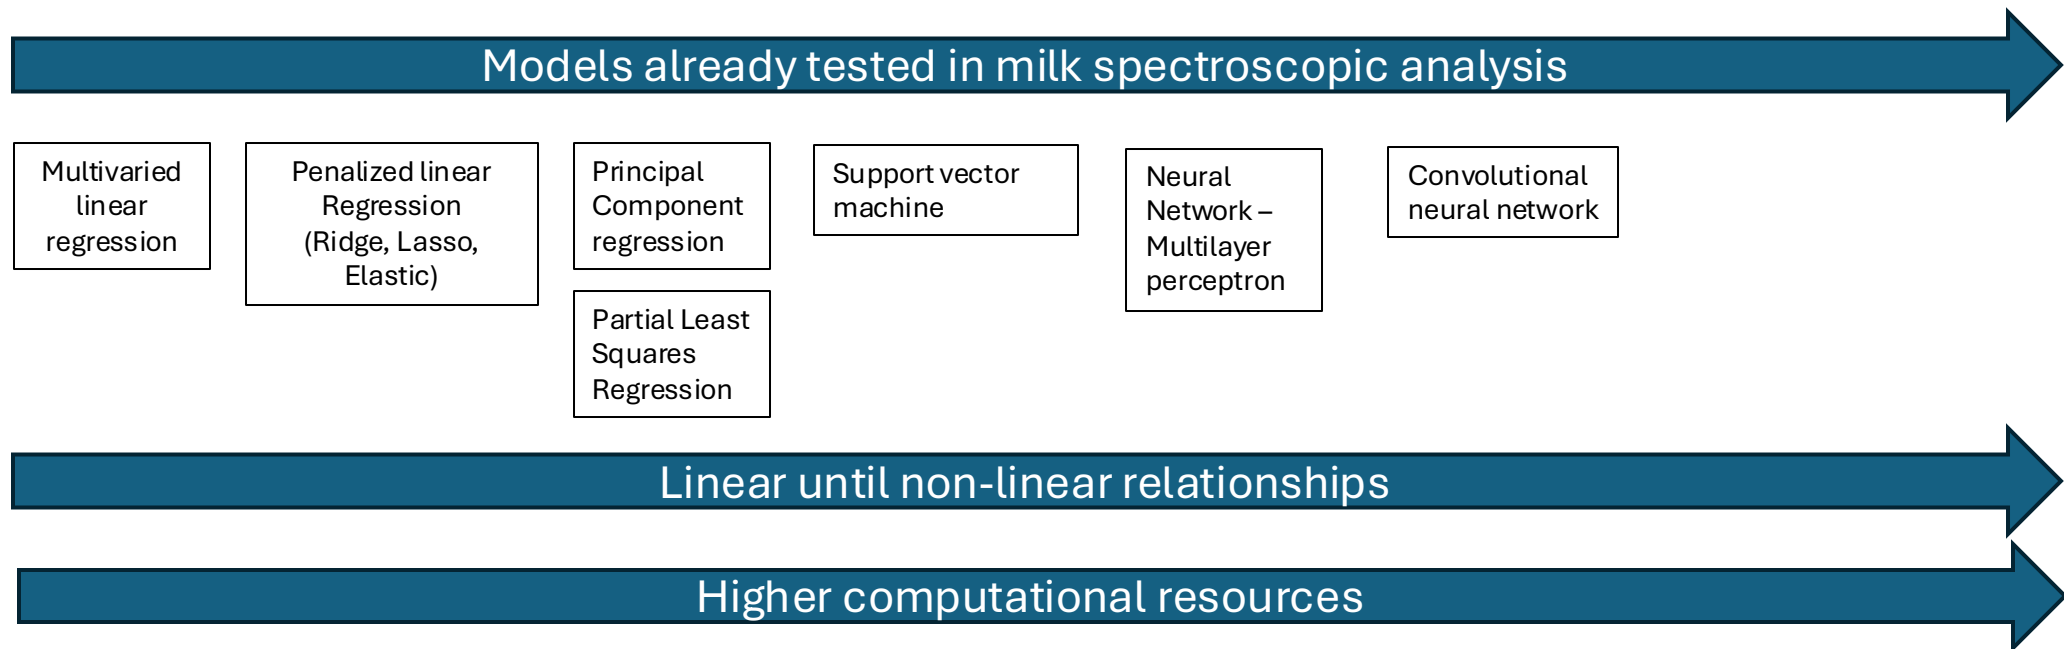 Models already tested in milk spectroscopic analysis
Multivaried
linear
regression
Penalized linear
Regression
(Ridge, Lasso,
Elastic)
Principal
Component
regression
Partial Least
Squares
Regression
Support vector
machine
Neural
Network –
Multilayer
perceptron
Convolutional
neural network
Linear until non-linear relationships
Higher computational resources